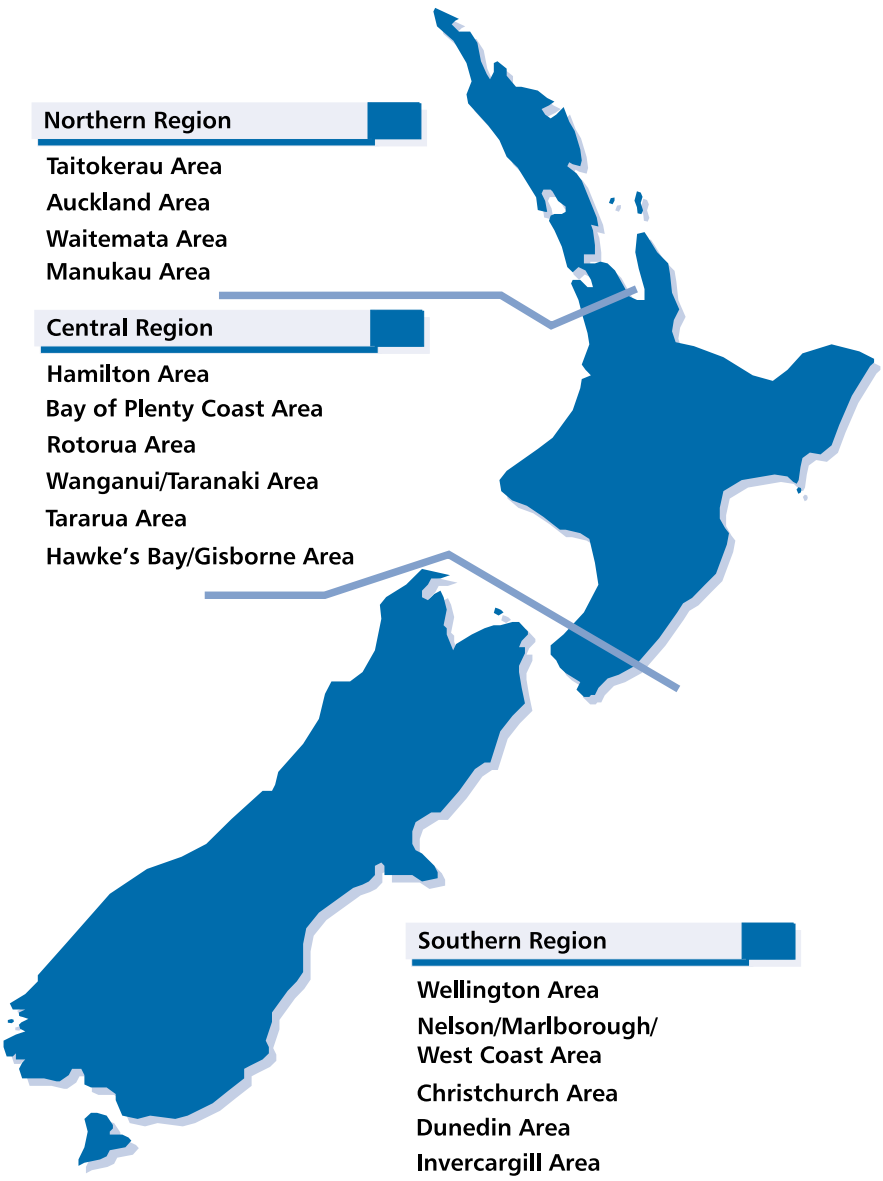 Northern Region
Taitokerau Area
Auckland Area
Waitemata Area
Manukau Area
Central Region
Hamilton Area
Bay of Plenty Coast Area
Rotorua Area
Wanganui/Taranaki Area
Tararua Area
Hawke's Bay/Gisborne Area
Southern Region
Wellington Area
Nelson/Marlborough/
West Coast Area
Christchurch Area
Dunedin Area
Invercargill Area